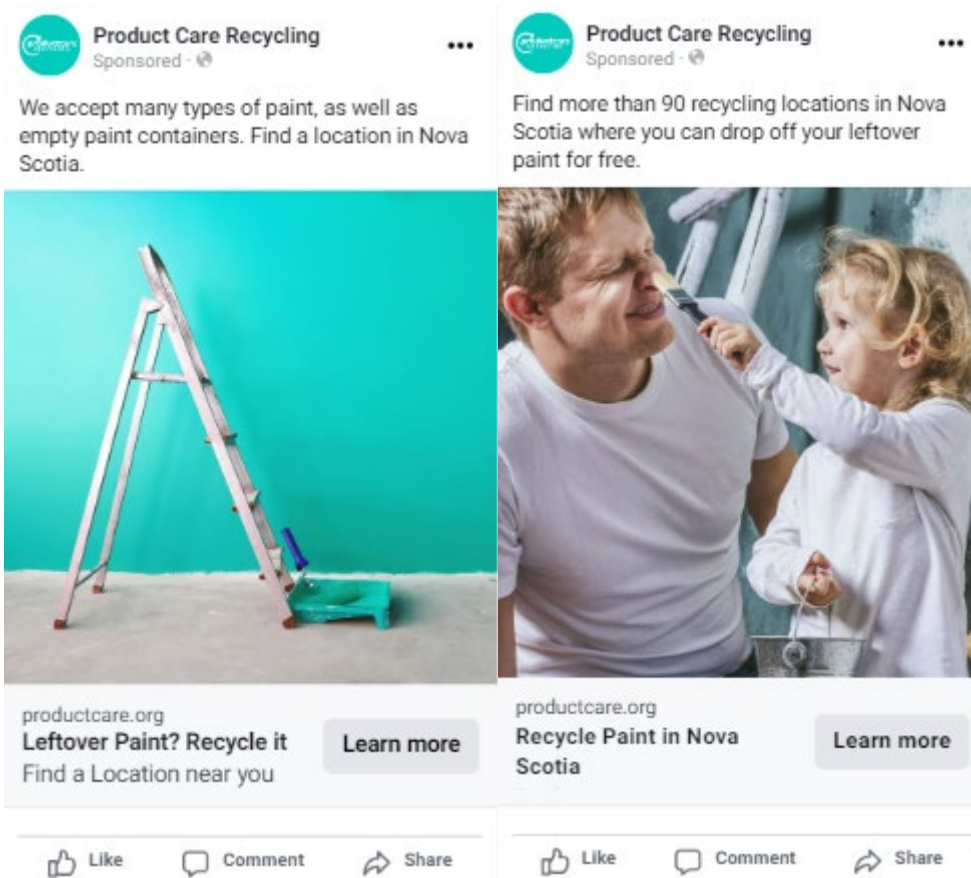 Product Care Recycling
Sponsored ·
We accept many types of paint, as well as
empty paint containers. Find a location in Nova
Scotia.
productcare.org
Leftover Paint? Recycle it
Find a Location near you
Learn more
Like
Comment
Share
Product Care Recycling
Sponsored ·
Find more than 90 recycling locations in Nova
Scotia where you can drop off your leftover
paint for free.
productcare.org
Recycle Paint in Nova
Scotia
Learn more
Like
Comment
Share